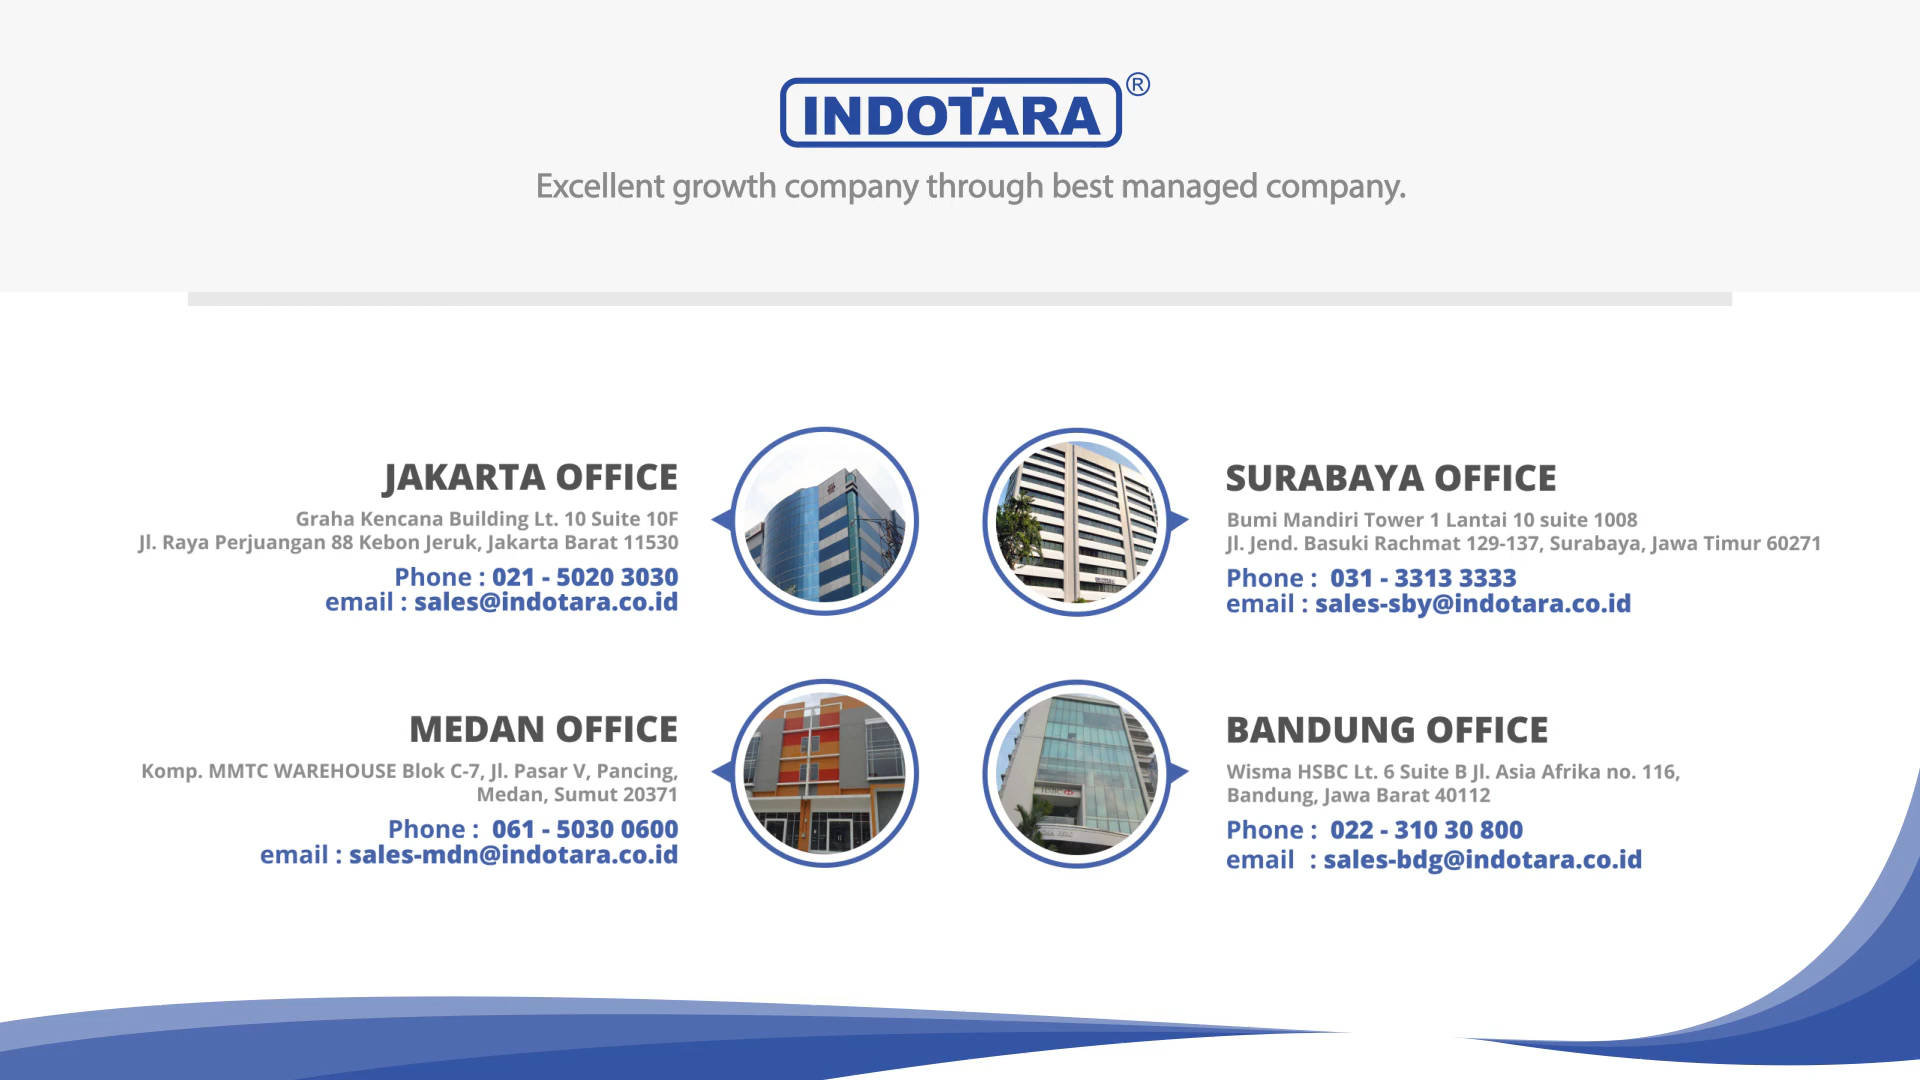 INDOTARA®
Excellent growth company through best managed company.
JAKARTA OFFICE
Graha Kencana Building Lt. 10 Suite 10F
Jl. Raya Perjuangan 88 Kebon Jeruk, Jakarta Barat 11530
Phone : 021 - 5020 3030
email : sales@indotara.co.id
SURABAYA OFFICE
Bumi Mandiri Tower 1 Lantai 10 suite 1008
Jl. Jend. Basuki Rachmat 129-137, Surabaya, Jawa Timur 60271
Phone : 031 - 3313 3333
email : sales-sby@indotara.co.id
MEDAN OFFICE
Komp. MMTC WAREHOUSE Blok C-7, Jl. Pasar V, Pancing,
Medan, Sumut 20371
Phone : 061 - 5030 0600
email : sales-mdn@indotara.co.id
HSBC
BANDUNG OFFICE
Wisma HSBC Lt. 6 Suite B Jl. Asia Afrika no. 116,
Bandung, Jawa Barat 40112
Phone : 022 - 310 30 800
email : sales-bdg@indotara.co.id